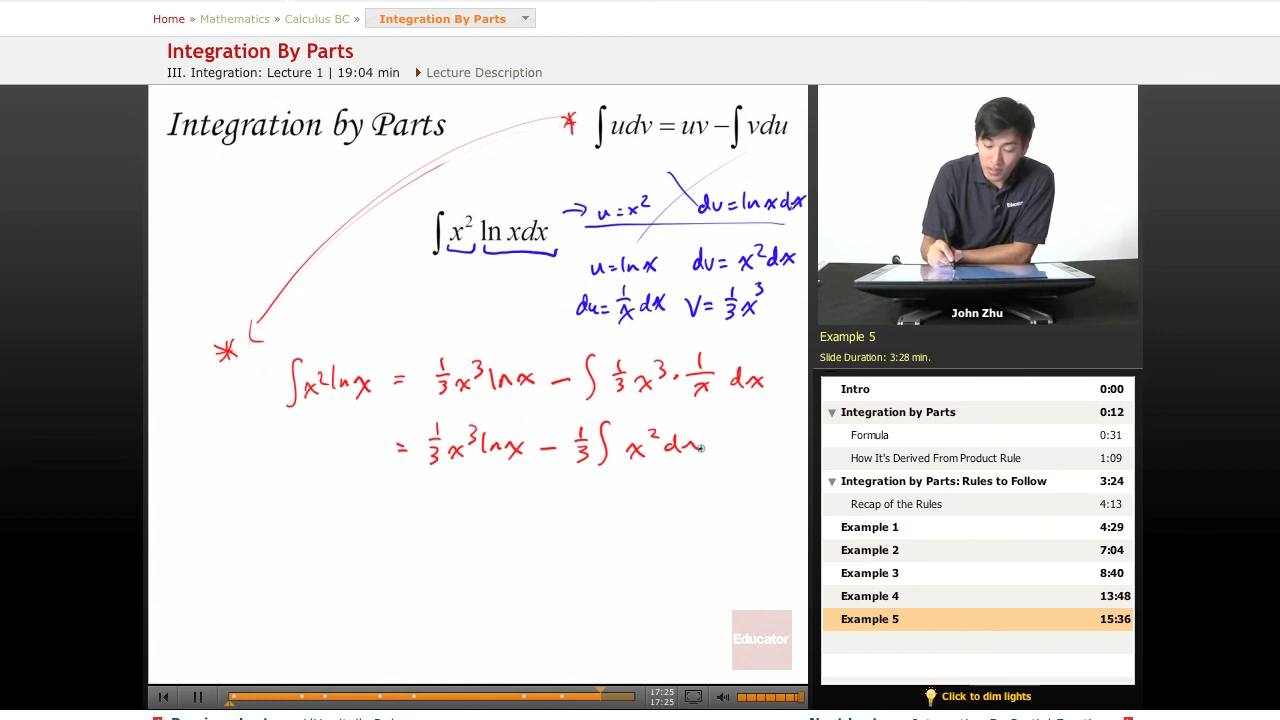 Home » Mathematics » Calculus BC » Integration By Parts
Integration By Parts
III. Integration: Lecture 1 | 19:04 min Lecture Description
Integration by Parts * ∫udv = uv − ∫vdu
∫x² ln xdx → u = x² dv = ln x dx
u = ln x dv = x² dx
du = 1/x dx V = 1/3 x³
*
∫x² ln x = 1/3 x³ ln x − ∫ 1/3 x³ · 1/x dx
= 1/3 x³ ln x − 1/3 ∫ x² dx
Educator
17:25
17:25
Educator
John Zhu
Example 5
Slide Duration: 3:28 min.
Intro 0:00
Integration by Parts 0:12
Formula 0:31
How It's Derived From Product Rule 1:09
Integration by Parts: Rules to Follow 3:24
Recap of the Rules 4:13
Example 1 4:29
Example 2 7:04
Example 3 8:40
Example 4 13:48
Example 5 15:36
Click to dim lights